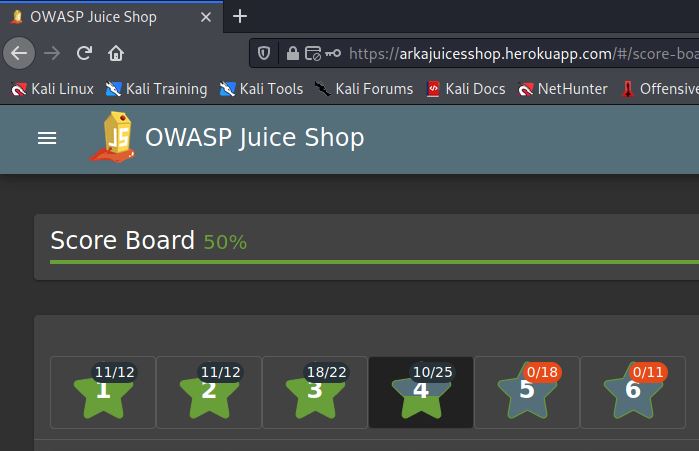 OWASP Juice Shop
https://arkajuicesshop.herokuapp.com/#/score-boa
Kali Linux Kali Training Kali Tools Kali Forums Kali Docs NetHunter Offensive
JS OWASP Juice Shop
Score Board 50%
11/12 11/12 18/22 10/25 0/18 0/11
1 2 3 4 5 6